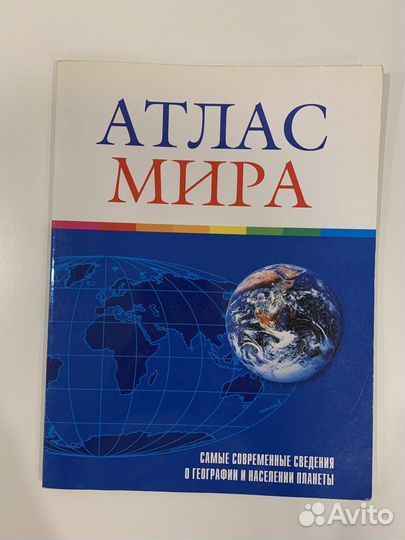 АТЛАС
МИРА
САМЫЕ СОВРЕМЕННЫЕ СВЕДЕНИЯ
О ГЕОГРАФИИ И НАСЕЛЕНИИ ПЛАНЕТЫ
Avito